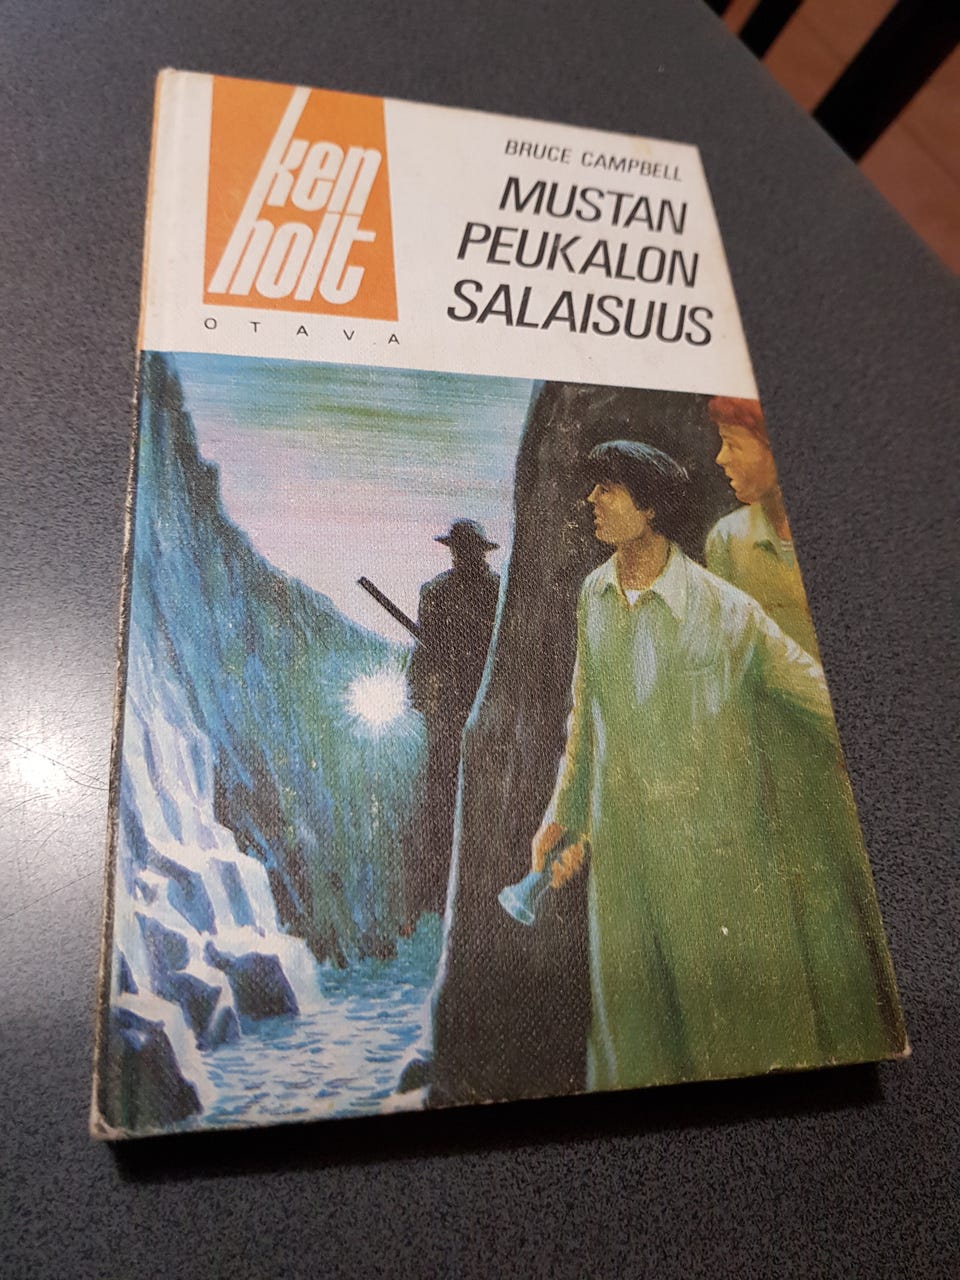 ken
holt
OTAVA
BRUCE CAMPBELL
MUSTAN
PEUKALON
SALAISUUS